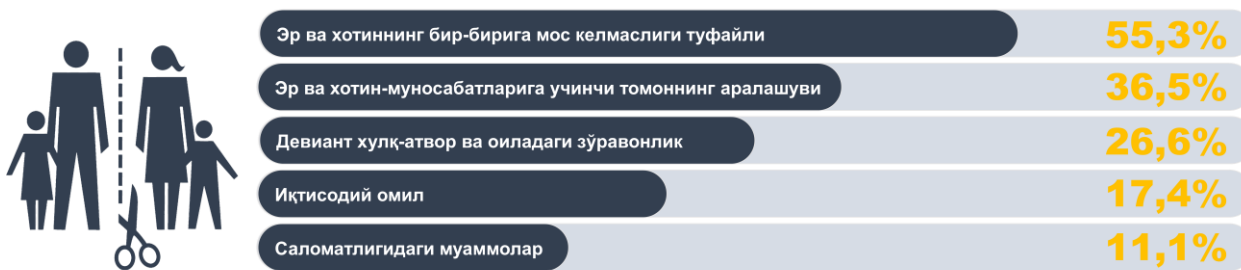 Эр ва хотиннинг бир-бирига мос келмаслиги туфайли 55,3%
Эр ва хотин-муносабатларига учинчи томоннинг аралашуви 36,5%
Девиант хулқ-атвор ва оиладаги зўравонлик 26,6%
Иқтисодий омил 17,4%
Саломатлигидаги муаммолар 11,1%